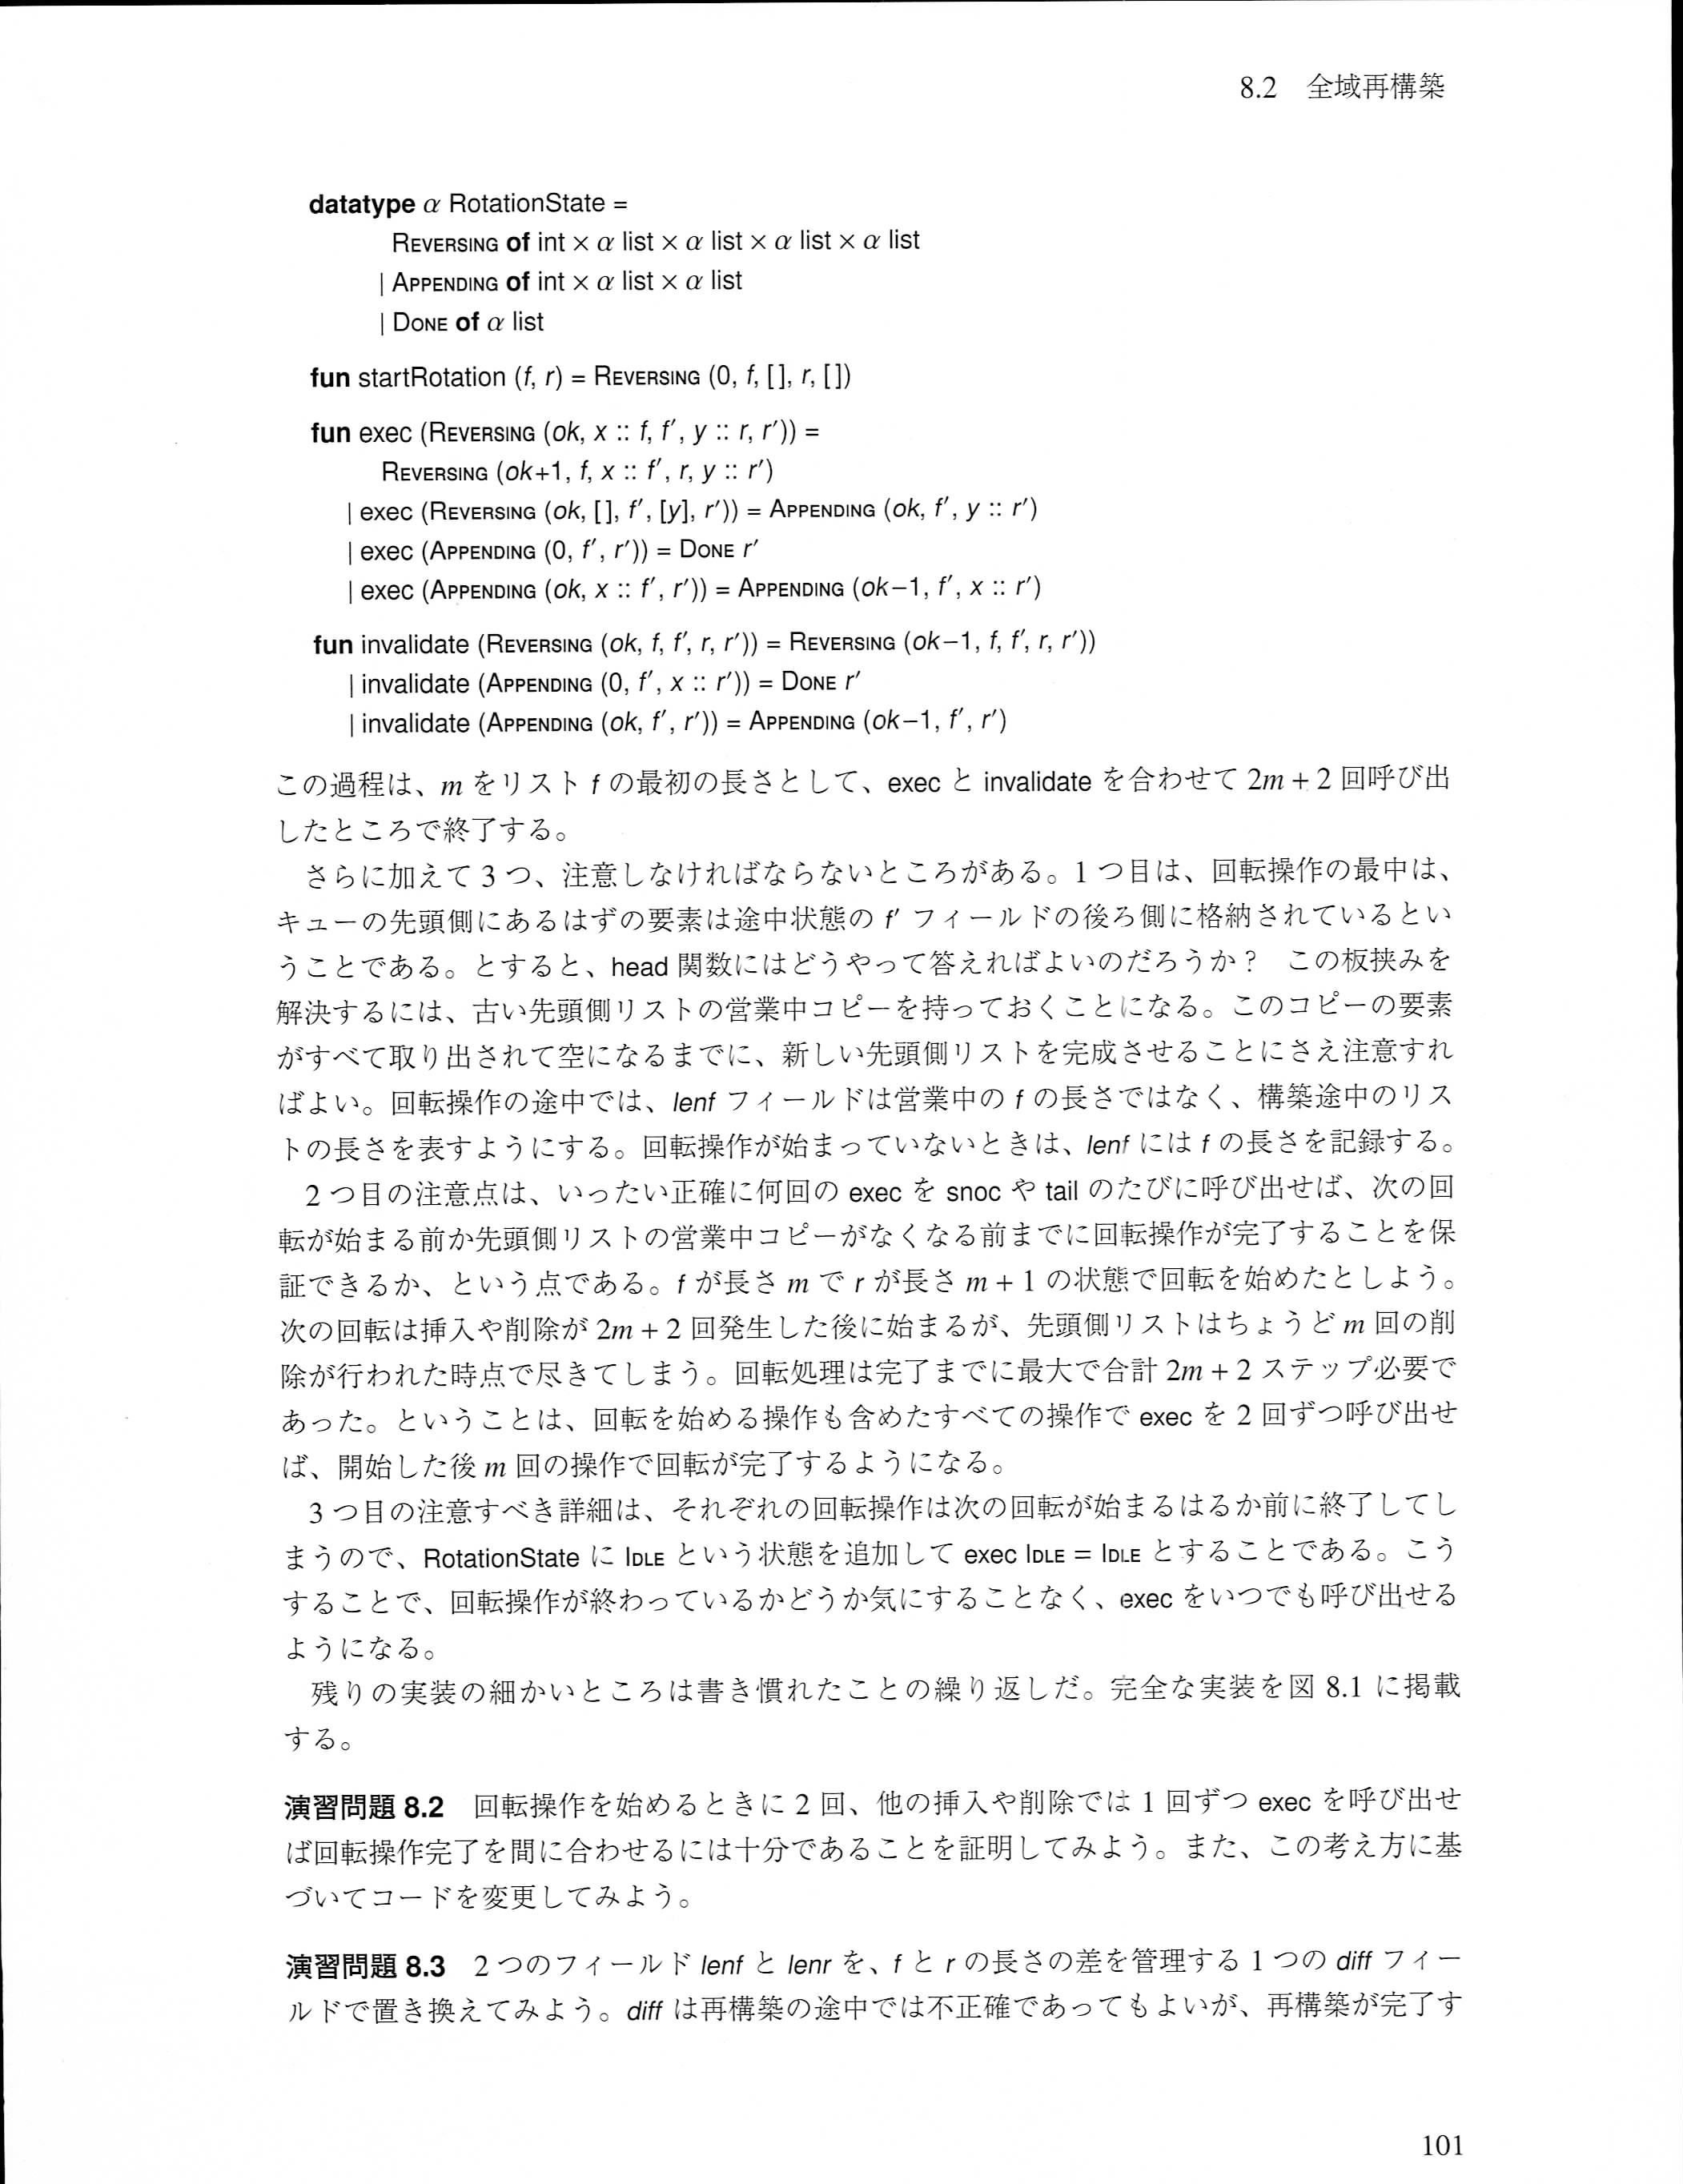 8.2　全域再構築
datatype α RotationState =
REVERSING of int × α list × α list × α list × α list
| APPENDING of int × α list × α list
| DONE of α list
fun startRotation (f, r) = REVERSING (0, f, [], r, [])
fun exec (REVERSING (ok, x :: f, f′, y :: r, r′)) =
REVERSING (ok+1, f, x :: f′, r, y :: r′)
| exec (REVERSING (ok, [], f′, [y], r′)) = APPENDING (ok, f′, y :: r′)
| exec (APPENDING (0, f′, r′)) = DONE r′
| exec (APPENDING (ok, x :: f′, r′)) = APPENDING (ok−1, f′, x :: r′)
fun invalidate (REVERSING (ok, f, f′, r, r′)) = REVERSING (ok−1, f, f′, r, r′))
| invalidate (APPENDING (0, f′, x :: r′)) = DONE r′
| invalidate (APPENDING (ok, f′, r′)) = APPENDING (ok−1, f′, r′)
この過程は、m をリスト f の最初の長さとして、exec と invalidate を合わせて 2m + 2 回呼び出
したところで終了する。
さらに加えて 3 つ、注意しなければならないところがある。1 つ目は、回転操作の最中は、
キューの先頭側にあるはずの要素は途中状態の f′ フィールドの後ろ側に格納されているとい
うことである。とすると、head 関数にはどうやって答えればよいのだろうか？　この板挟みを
解決するには、古い先頭側リストの営業中コピーを持っておくことになる。このコピーの要素
がすべて取り出されて空になるまでに、新しい先頭側リストを完成させることにさえ注意すれ
ばよい。回転操作の途中では、lenf フィールドは営業中の f の長さではなく、構築途中のリス
トの長さを表すようにする。回転操作が始まっていないときは、lenf には f の長さを記録する。
2 つ目の注意点は、いったい正確に何回の exec を snoc や tail のたびに呼び出せば、次の回
転が始まる前か先頭側リストの営業中コピーがなくなる前までに回転操作が完了することを保
証できるか、という点である。f が長さ m で r が長さ m + 1 の状態で回転を始めたとしよう。
次の回転は挿入や削除が 2m + 2 回発生した後に始まるが、先頭側リストはちょうど m 回の削
除が行われた時点で尽きてしまう。回転処理は完了までに最大で合計 2m + 2 ステップ必要で
あった。ということは、回転を始める操作も含めたすべての操作で exec を 2 回ずつ呼び出せ
ば、開始した後 m 回の操作で回転が完了するようになる。
3 つ目の注意すべき詳細は、それぞれの回転操作は次の回転が始まるはるか前に終了してし
まうので、RotationState に IDLE という状態を追加して exec IDLE = IDLE とすることである。こう
することで、回転操作が終わっているかどうか気にすることなく、exec をいつでも呼び出せる
ようになる。
残りの実装の細かいところは書き慣れたことの繰り返しだ。完全な実装を図 8.1 に掲載
する。
演習問題 8.2　回転操作を始めるときに 2 回、他の挿入や削除では 1 回ずつ exec を呼び出せ
ば回転操作完了を間に合わせるには十分であることを証明してみよう。また、この考え方に基
づいてコードを変更してみよう。
演習問題 8.3　2 つのフィールド lenf と lenr を、f と r の長さの差を管理する 1 つの diff フィー
ルドで置き換えてみよう。diff は再構築の途中では不正確であってもよいが、再構築が完了す
101